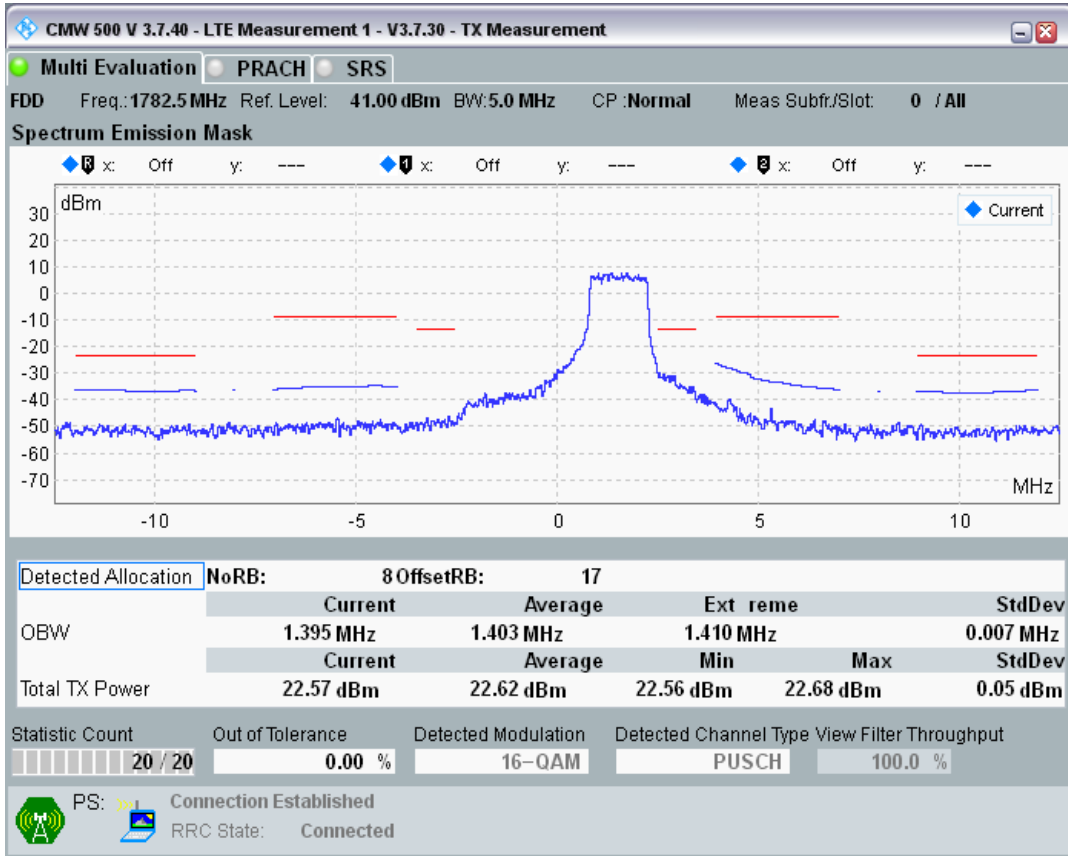 CMW 500 V 3.7.40 - LTE Measurement 1 - V3.7.30 - TX Measurement
Multi Evaluation PRACH SRS
FDD Freq.:1782.5 MHz Ref. Level: 41.00 dBm BW:5.0 MHz CP :Normal Meas Subfr./Slot: 0 / All
Spectrum Emission Mask
R x: Off y: --- 1 x: Off y: --- 2 x: Off y: ---
dBm
Current
30
20
10
0
-10
-20
-30
-40
-50
-60
-70
MHz
-10 -5 0 5 10
Detected Allocation NoRB: 8 OffsetRB: 17
Current Average Ext reme StdDev
OBW 1.395 MHz 1.403 MHz 1.410 MHz 0.007 MHz
Current Average Min Max StdDev
Total TX Power 22.57 dBm 22.62 dBm 22.56 dBm 22.68 dBm 0.05 dBm
Statistic Count Out of Tolerance Detected Modulation Detected Channel Type View Filter Throughput
20 / 20 0.00 % 16-QAM PUSCH 100.0 %
PS: Connection Established
RRC State: Connected